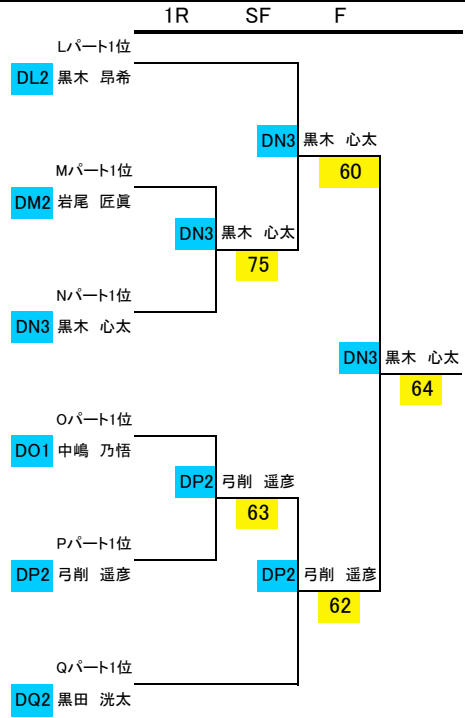 1R SF F
Lパート1位
DL2 黒木 昂希
DN3 黒木 心太
60
Mパート1位
DM2 岩尾 匠眞
DN3 黒木 心太
75
Nパート1位
DN3 黒木 心太
DN3 黒木 心太
64
Oパート1位
DO1 中嶋 乃悟
DP2 弓削 遥彦
63
Pパート1位
DP2 弓削 遥彦
DP2 弓削 遥彦
62
Qパート1位
DQ2 黒田 洸太